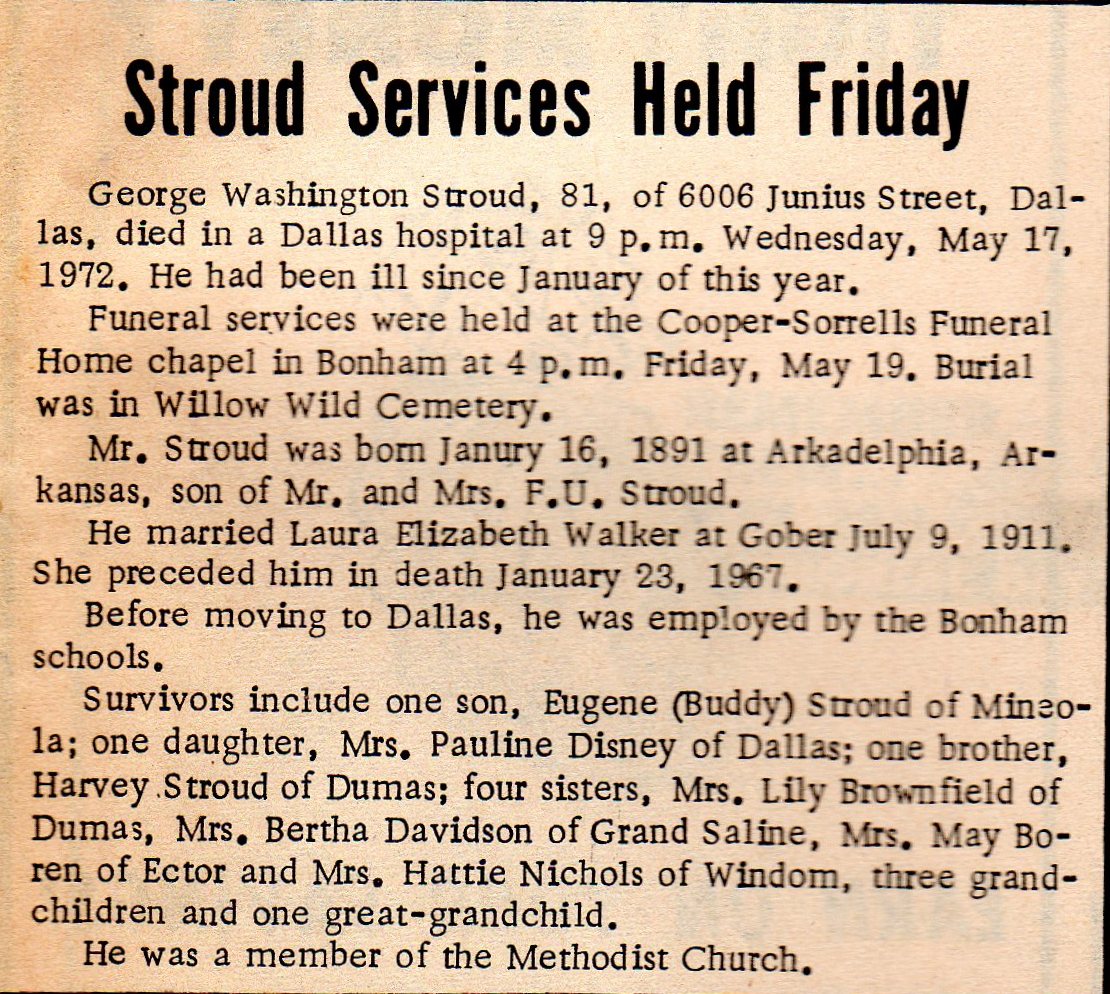 Stroud Services Held Friday
George Washington Stroud, 81, of 6006 Junius Street, Dal-
las, died in a Dallas hospital at 9 p.m. Wednesday, May 17,
1972. He had been ill since January of this year.
Funeral services were held at the Cooper-Sorrells Funeral
Home chapel in Bonham at 4 p.m. Friday, May 19. Burial
was in Willow Wild Cemetery.
Mr. Stroud was born Janury 16, 1891 at Arkadelphia, Ar-
kansas, son of Mr. and Mrs. F.U. Stroud.
He married Laura Elizabeth Walker at Gober July 9, 1911.
She preceded him in death January 23, 1967.
Before moving to Dallas, he was employed by the Bonham
schools.
Survivors include one son, Eugene (Buddy) Stroud of Mineo-
la; one daughter, Mrs. Pauline Disney of Dallas; one brother,
Harvey Stroud of Dumas; four sisters, Mrs. Lily Brownfield of
Dumas, Mrs. Bertha Davidson of Grand Saline, Mrs. May Bo-
ren of Ector and Mrs. Hattie Nichols of Windom, three grand-
children and one great-grandchild.
He was a member of the Methodist Church.